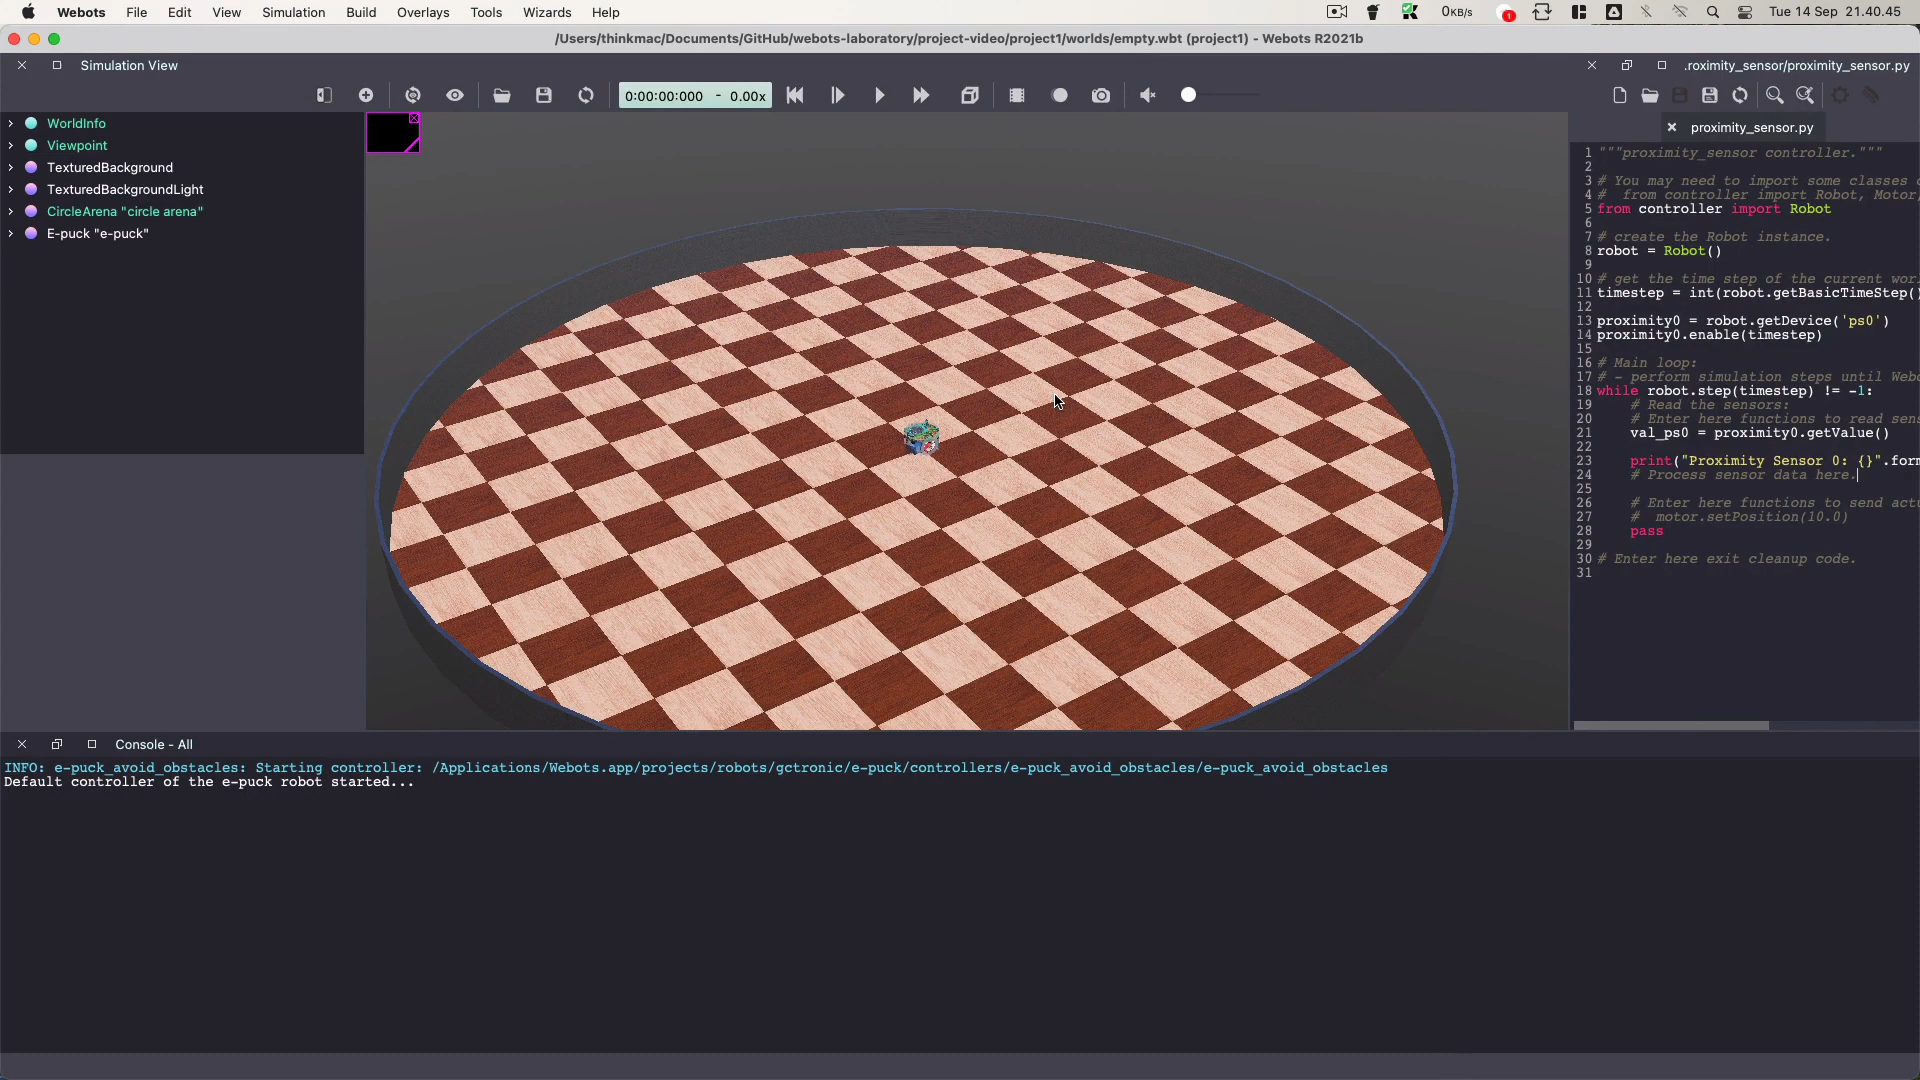 Webots File Edit View Simulation Build Overlays Tools Wizards Help 0KB/s 1 Tue 14 Sep 21.40.45
/Users/thinkmac/Documents/GitHub/webots-laboratory/project-video/project1/worlds/empty.wbt (project1) - Webots R2021b
Simulation View
.roximity_sensor/proximity_sensor.py
0:00:00:000 - 0.00x
WorldInfo
Viewpoint
TexturedBackground
TexturedBackgroundLight
CircleArena "circle arena"
E-puck "e-puck"
proximity_sensor.py
1 """proximity_sensor controller."""
2
3 # You may need to import some classes
4 #  from controller import Robot, Motor,
5 from controller import Robot
6
7 # create the Robot instance.
8 robot = Robot()
9
10 # get the time step of the current
11 timestep = int(robot.getBasicTimeStep()
12
13 proximity0 = robot.getDevice('ps0')
14 proximity0.enable(timestep)
15
16 # Main loop:
17 # - perform simulation steps until
18 while robot.step(timestep) != -1:
19     # Read the sensors:
20     # Enter here functions to read
21     val_ps0 = proximity0.getValue()
22
23     print("Proximity Sensor 0: {}".form
24     # Process sensor data here.
25
26     # Enter here functions to send
27     #  motor.setPosition(10.0)
28     pass
29
30 # Enter here exit cleanup code.
31
Console - All
INFO: e-puck_avoid_obstacles: Starting controller: /Applications/Webots.app/projects/robots/gctronic/e-puck/controllers/e-puck_avoid_obstacles/e-puck_avoid_obstacles
Default controller of the e-puck robot started...